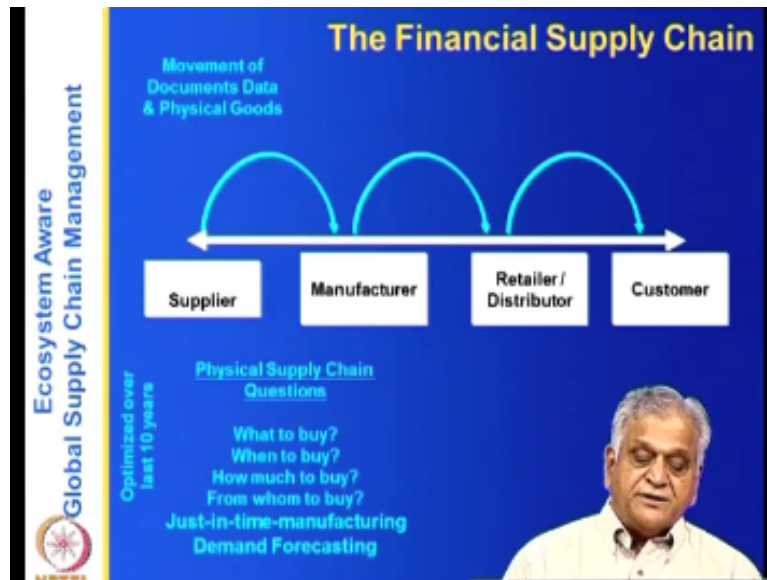 The Financial Supply Chain
Movement of
Documents Data
& Physical Goods
Ecosystem Aware
Global Supply Chain Management
Supplier
Manufacturer
Retailer /
Distributor
Customer
Optimized over
last 10 years
Physical Supply Chain
Questions
What to buy?
When to buy?
How much to buy?
From whom to buy?
Just-in-time-manufacturing
Demand Forecasting